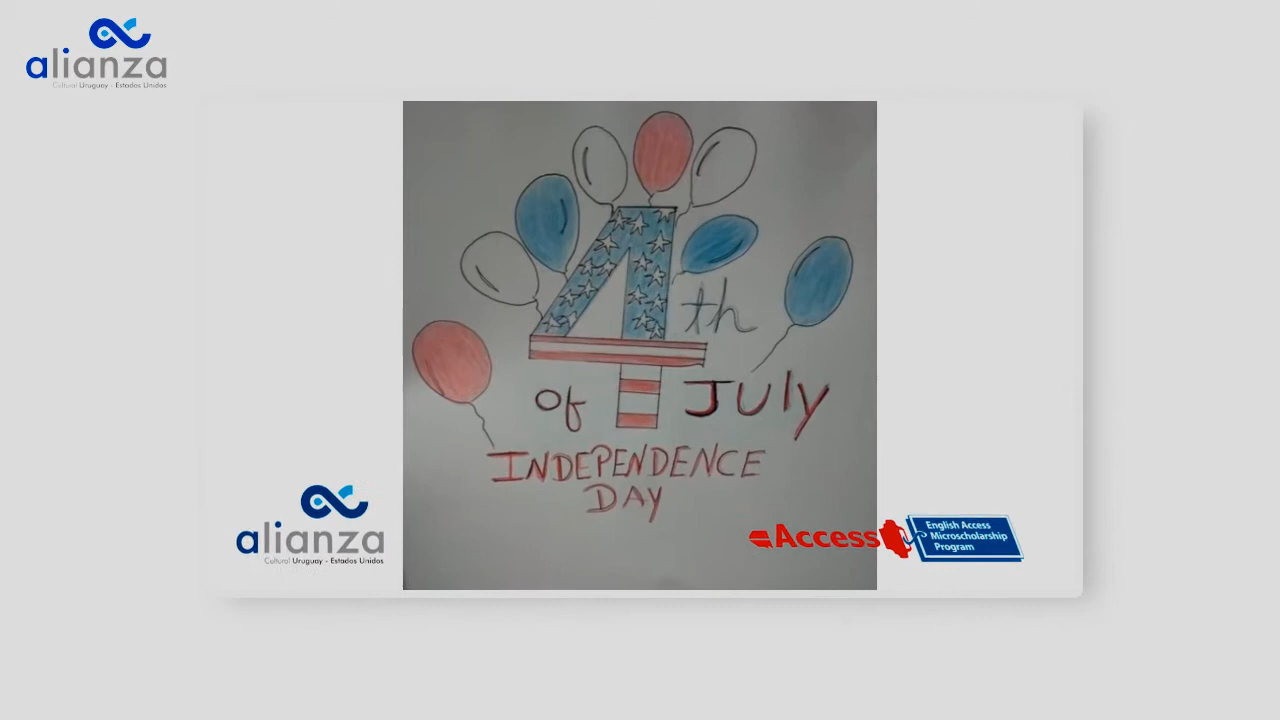 alianza
Cultural Uruguay - Estados Unidos
4th
of July
INDEPENDENCE
DAY
alianza
Cultural Uruguay - Estados Unidos
Access
English Access
Microscholarship
Program